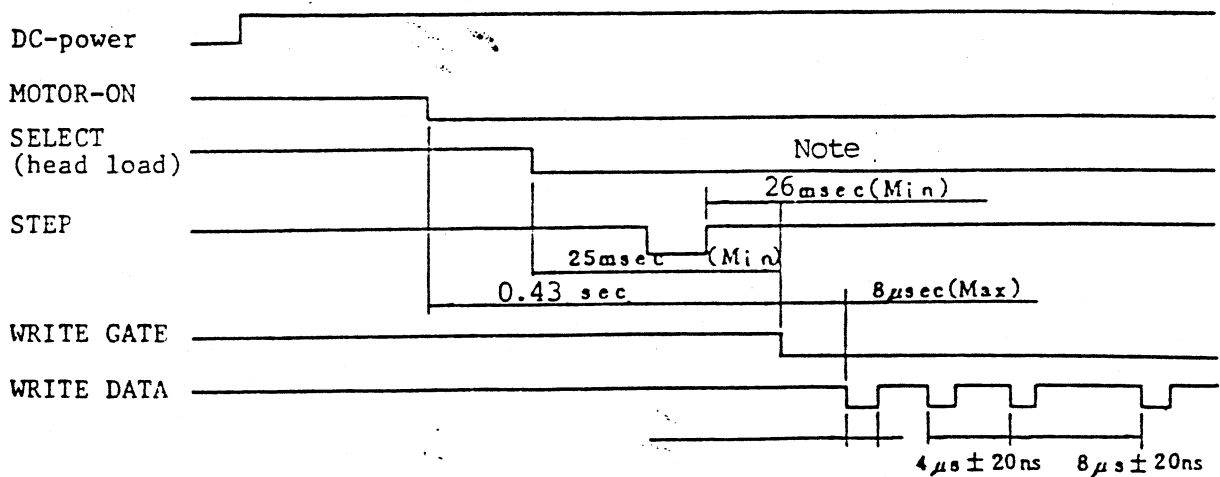 DC-power
MOTOR-ON
SELECT
(head load)
Note
26msec(Min)
STEP
25msec (Min)
0.43 sec
8μsec(Max)
WRITE GATE
WRITE DATA
4μs±20ns
8μs±20ns